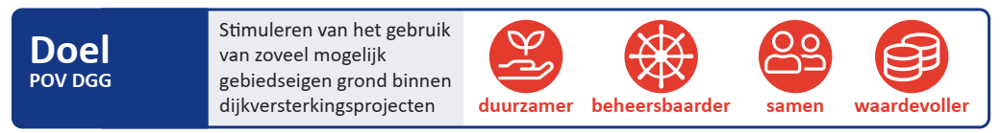 Doel
POV DGG
Stimuleren van het gebruik
van zoveel mogelijk
gebiedseigen grond binnen
dijkversterkingsprojecten
duurzamer
beheersbaarder
samen
waardevoller